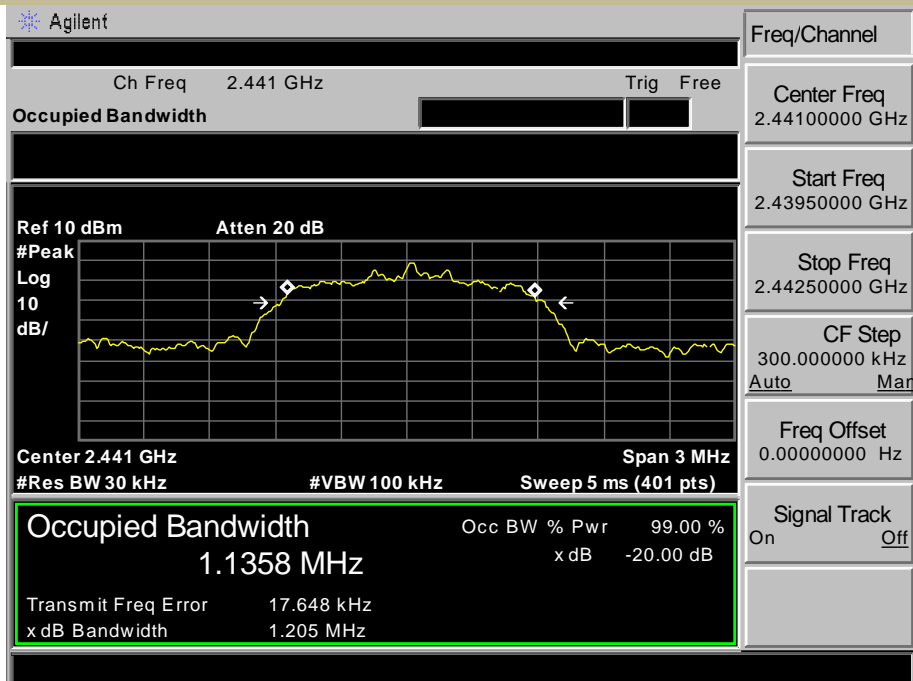 Agilent
Freq/Channel
Ch Freq 2.441 GHz Trig Free
Occupied Bandwidth
Center Freq
2.44100000 GHz
Start Freq
2.43950000 GHz
Stop Freq
2.44250000 GHz
CF Step
300.000000 kHz
Auto Man
Freq Offset
0.00000000 Hz
Signal Track
On Off
Ref 10 dBm Atten 20 dB
#Peak
Log
10
dB/
Center 2.441 GHz Span 3 MHz
#Res BW 30 kHz #VBW 100 kHz Sweep 5 ms (401 pts)
Occupied Bandwidth Occ BW % Pwr 99.00 %
1.1358 MHz x dB -20.00 dB
Transmit Freq Error 17.648 kHz
x dB Bandwidth 1.205 MHz